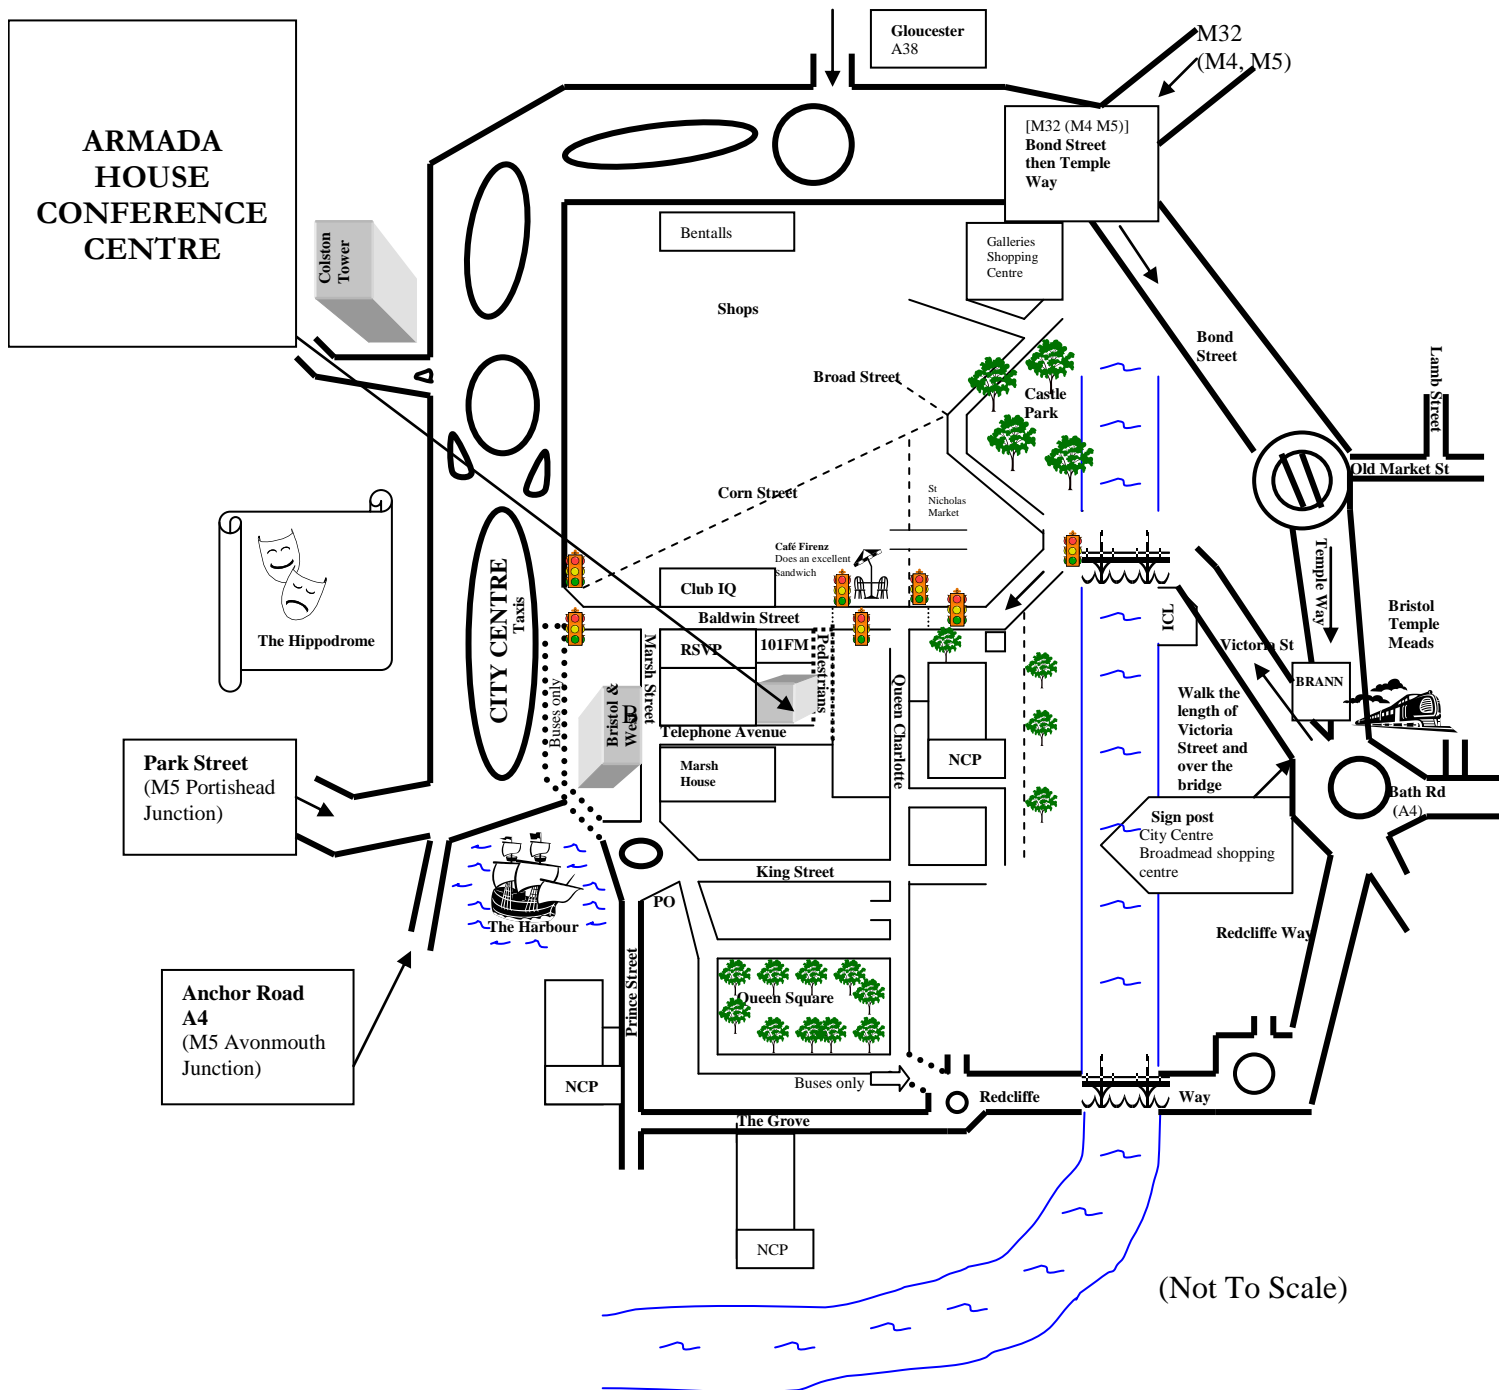 ARMADA
HOUSE
CONFERENCE
CENTRE
Gloucester
A38
M32
(M4, M5)
[M32 (M4 M5)]
Bond Street
then Temple
Way
Colston
Tower
Bentalls
Galleries
Shopping
Centre
Shops
Bond
Street
Lamb Street
Broad Street
Castle
Park
Old Market St
Corn Street
St
Nicholas
Market
Café Firenz
Does an excellent
Sandwich
Club IQ
Baldwin Street
CITY CENTRE
Taxis
The Hippodrome
Temple Way
Bristol
Temple
Meads
ICL
Victoria St
BRANN
RSVP
101FM
Pedestrians
Marsh Street
Buses only
Bristol &
We
B
Telephone Avenue
Queen Charlotte
NCP
Marsh
House
Walk the
length of
Victoria
Street and
over the
bridge
Park Street
(M5 Portishead
Junction)
Bath Rd
(A4)
Sign post
City Centre
Broadmead shopping
centre
King Street
PO
The Harbour
Redcliffe Way
Prince Street
Queen Square
Anchor Road
A4
(M5 Avonmouth
Junction)
NCP
Buses only
Redcliffe
Way
The Grove
NCP
(Not To Scale)